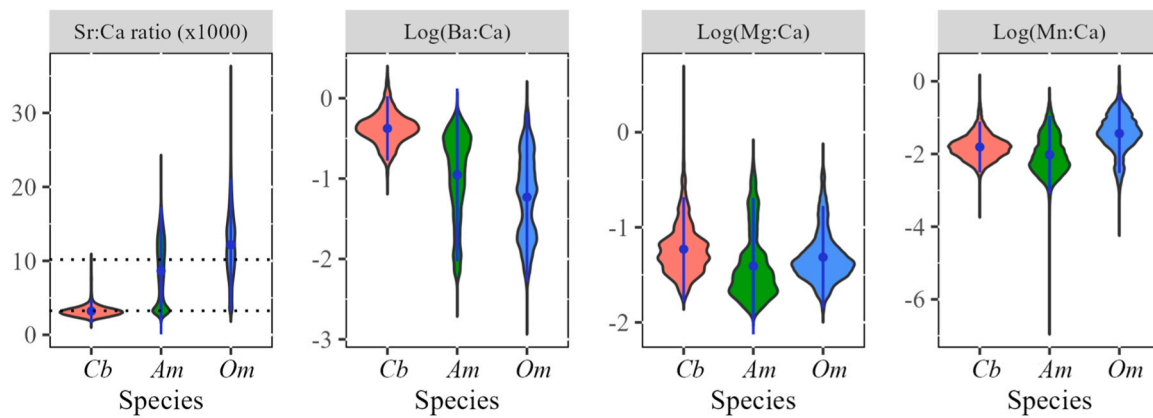 Sr:Ca ratio (x1000)
Log(Ba:Ca)
Log(Mg:Ca)
Log(Mn:Ca)
30
20
10
0
0
-1
-2
-3
0
-1
-2
0
-2
-4
-6
Cb Am Om
Cb Am Om
Cb Am Om
Cb Am Om
Species
Species
Species
Species